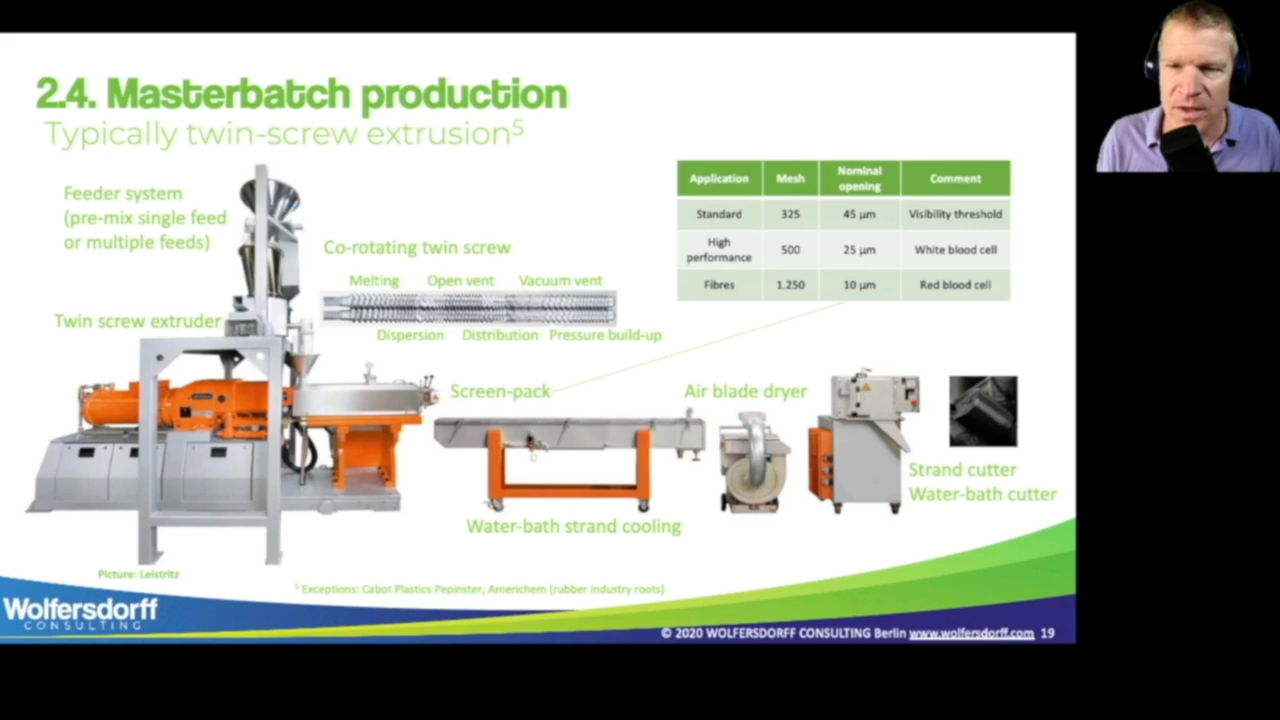 2.4. Masterbatch production
Typically twin-screw extrusion⁵
Feeder system
(pre-mix single feed
or multiple feeds)
Co-rotating twin screw
Melting Open vent Vacuum vent
Dispersion Distribution Pressure build-up
Twin screw extruder
Application Mesh Nominal opening Comment
Standard 325 45 µm Visibility threshold
High performance 500 25 µm White blood cell
Fibres 1.250 10 µm Red blood cell
Screen-pack
Air blade dryer
Strand cutter
Water-bath cutter
Water-bath strand cooling
Picture: Leistritz
⁵ Exceptions: Cabot Plastics Pepinster, Americhem (rubber industry roots)
Wolfersdorff
CONSULTING
© 2020 WOLFERSDORFF CONSULTING Berlin www.wolfersdorff.com 19